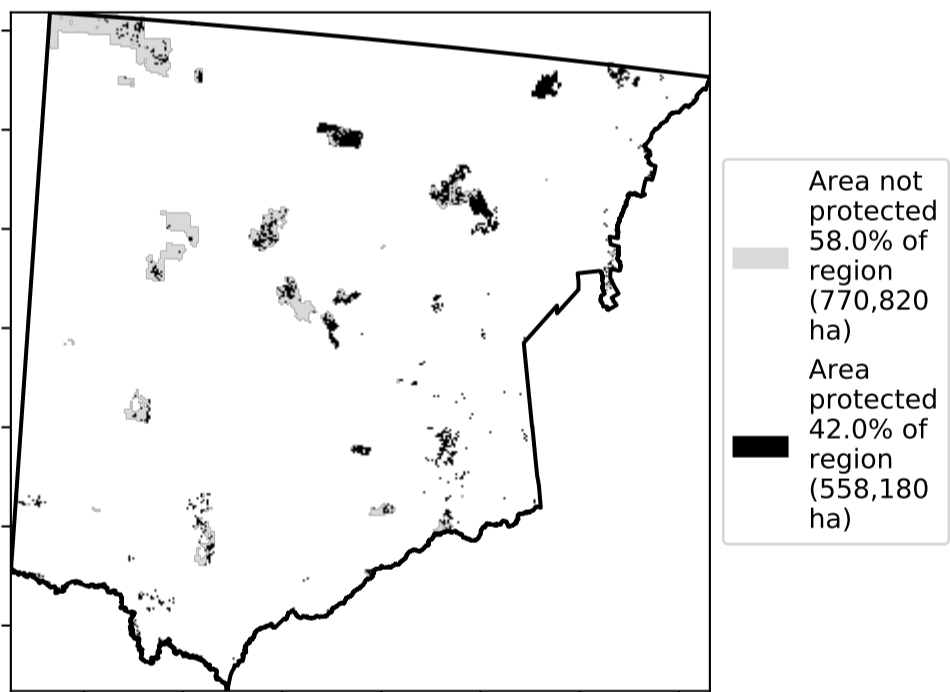 Area not
protected
58.0% of
region
(770,820
ha)
Area
protected
42.0% of
region
(558,180
ha)